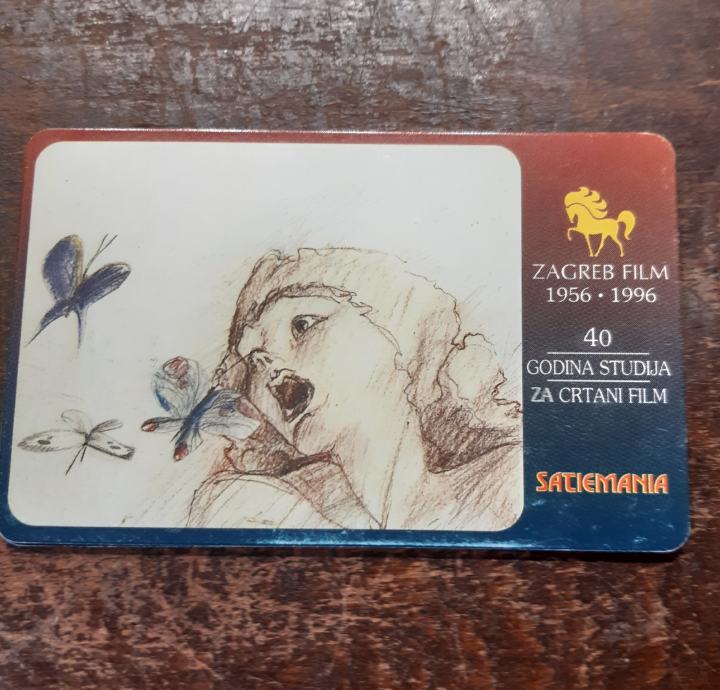 ZAGREB FILM
1956 • 1996
40
GODINA STUDIJA
ZA CRTANI FILM
SATIEMANIA